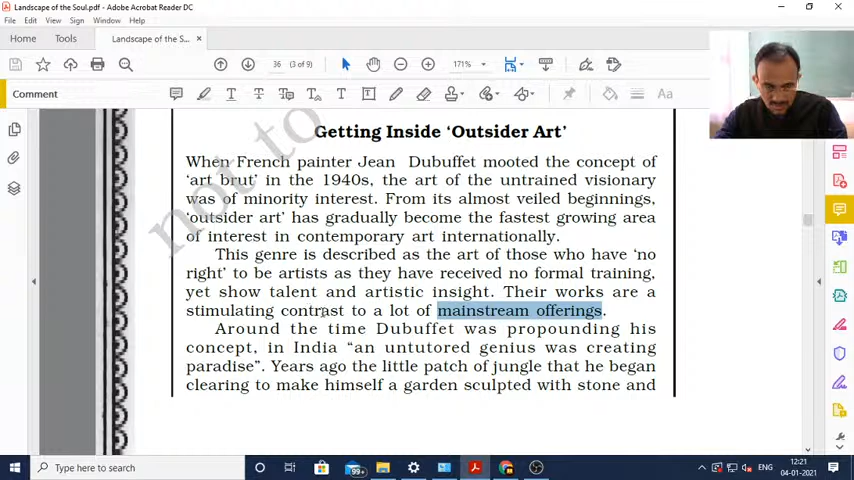 Landscape of the Soul.pdf - Adobe Acrobat Reader DC
File Edit View Sign Window Help
Home Tools Landscape of the S... ×
36 (3 of 9) 171%
Comment
T T T T T Aa
not to
Getting Inside ‘Outsider Art’
When French painter Jean Dubuffet mooted the concept of
‘art brut’ in the 1940s, the art of the untrained visionary
was of minority interest. From its almost veiled beginnings,
‘outsider art’ has gradually become the fastest growing area
of interest in contemporary art internationally.
This genre is described as the art of those who have ‘no
right’ to be artists as they have received no formal training,
yet show talent and artistic insight. Their works are a
stimulating contrast to a lot of mainstream offerings.
Around the time Dubuffet was propounding his
concept, in India “an untutored genius was creating
paradise”. Years ago the little patch of jungle that he began
clearing to make himself a garden sculpted with stone and
Type here to search
99+
ENG
12:21
04-01-2021